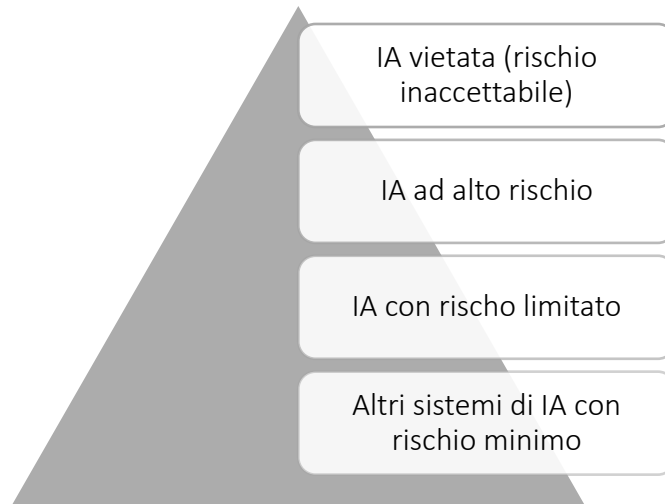 IA vietata (rischio
inaccettabile)
IA ad alto rischio
IA con rischo limitato
Altri sistemi di IA con
rischio minimo